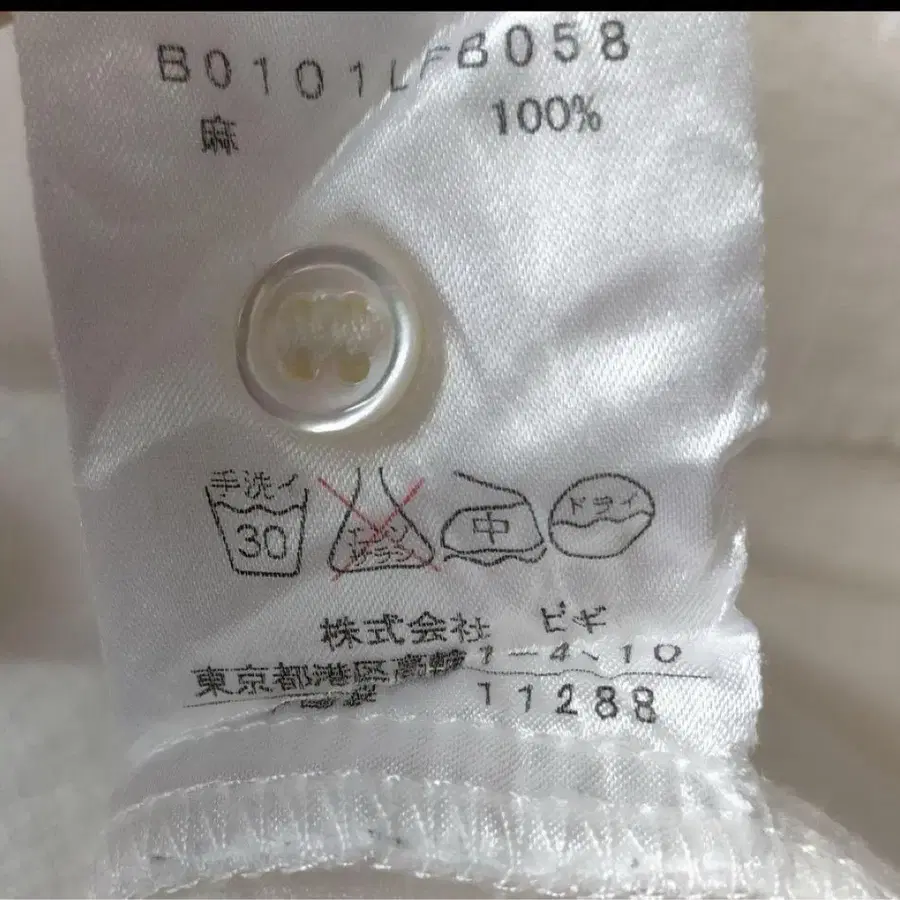 B0101LFB058
麻 100%
手洗イ
30
中
ドライ
株式会社 ビギ
東京都港区高輪1-4-10
11288